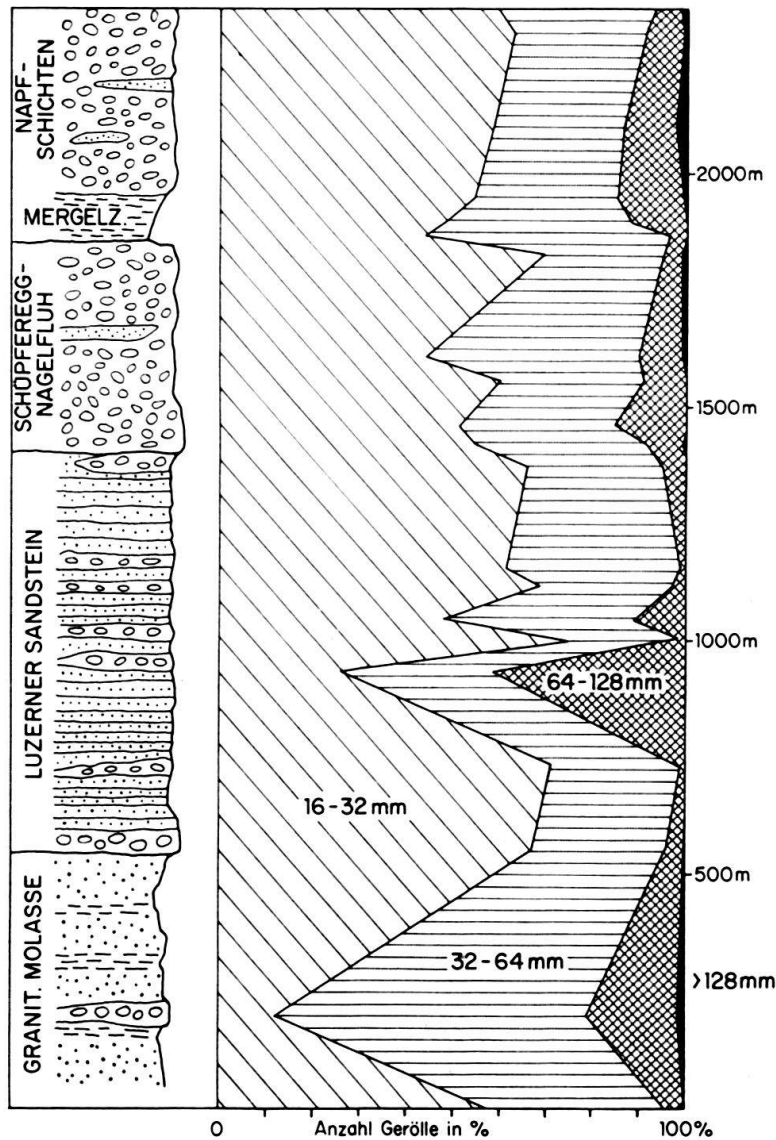 NAPF-
SCHICHTEN
MERGELZ.
SCHÜPFEREGG-
NAGELFLUH
LUZERNER SANDSTEIN
GRANIT. MOLASSE
2000m
1500m
1000m
64-128mm
16-32mm
500m
32-64mm
>128mm
0 Anzahl Gerölle in % 100%